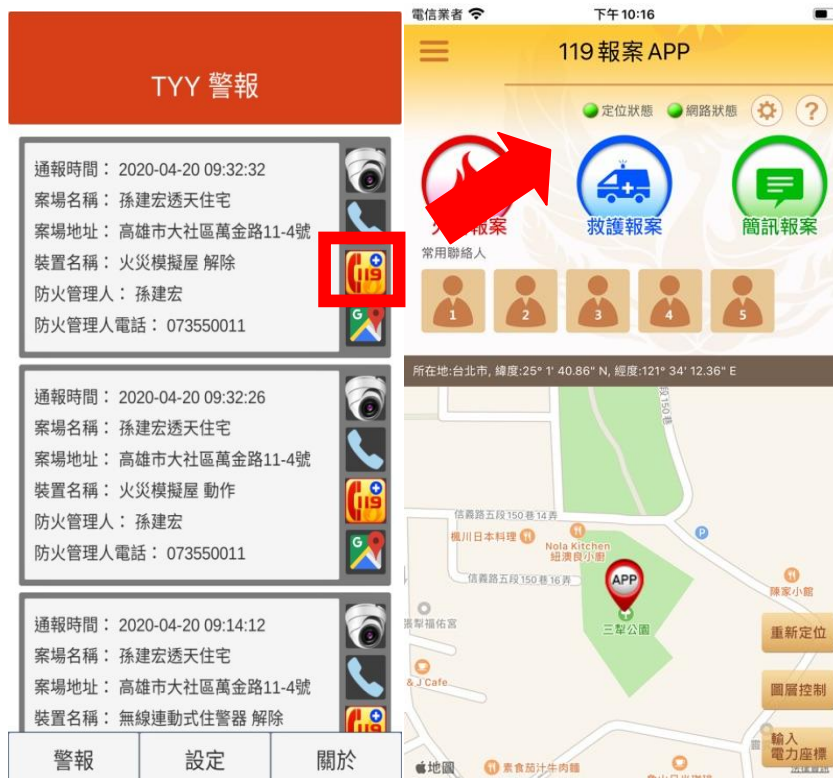 TYY 警報
通報時間： 2020-04-20 09:32:32
案場名稱： 孫建宏透天住宅
案場地址： 高雄市大社區萬金路11-4號
裝置名稱： 火災模擬屋 解除
防火管理人： 孫建宏
防火管理人電話： 073550011
119
G
通報時間： 2020-04-20 09:32:26
案場名稱： 孫建宏透天住宅
案場地址： 高雄市大社區萬金路11-4號
裝置名稱： 火災模擬屋 動作
防火管理人： 孫建宏
防火管理人電話： 073550011
119
G
通報時間： 2020-04-20 09:14:12
案場名稱： 孫建宏透天住宅
案場地址： 高雄市大社區萬金路11-4號
裝置名稱： 無線連動式住警器 解除
119
警報 設定 關於
電信業者 下午10:16
119 報案 APP
定位狀態 網路狀態 ?
報案 救護報案 簡訊報案
常用聯絡人
1 2 3 4 5
所在地:台北市, 緯度:25° 1' 40.86" N, 經度:121° 34' 12.36" E
段150巷
信義路五段150巷14弄
楓川日本料理
Nola Kitchen
紐澳良小廚
P
信義路五段150巷16弄
APP
陳家小館
張犁福佑宮
三犁公園
重新定位
& J Cafe
圖層控制
輸入
電力座標
地圖
素食茄汁牛肉麵